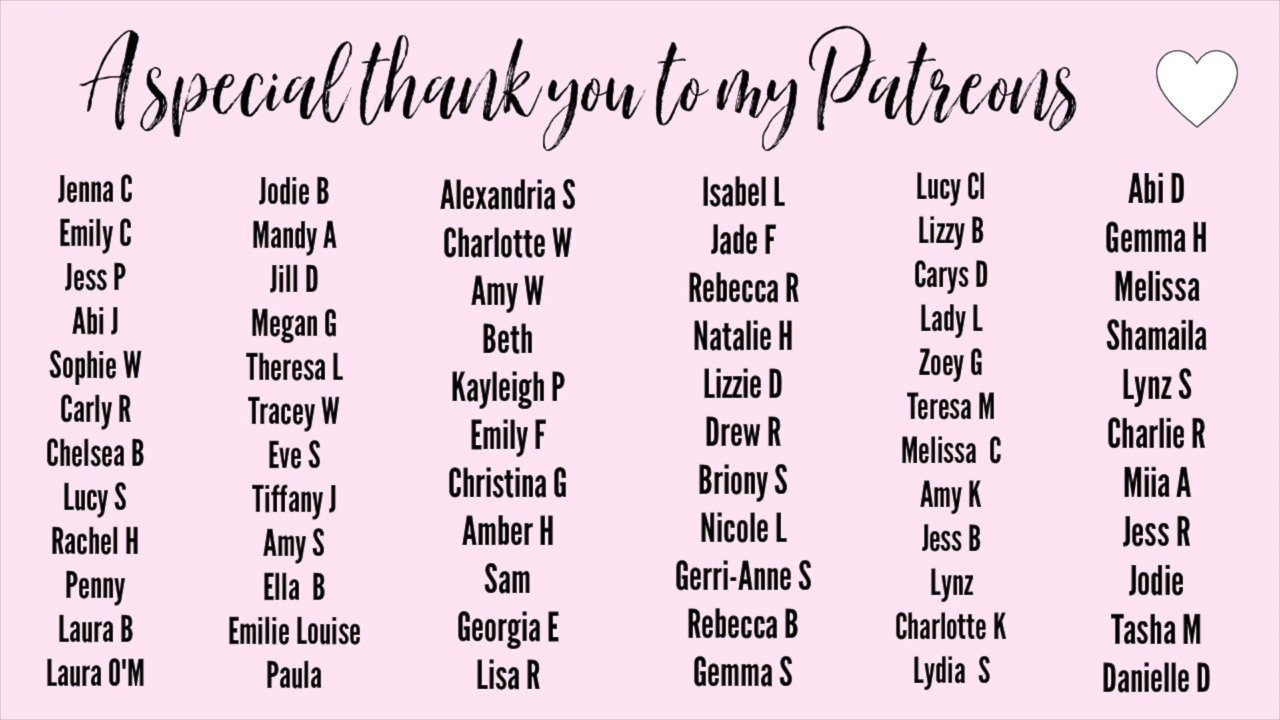 A special thank you to my Patreons
Jenna C
Emily C
Jess P
Abi J
Sophie W
Carly R
Chelsea B
Lucy S
Rachel H
Penny
Laura B
Laura O'M
Jodie B
Mandy A
Jill D
Megan G
Theresa L
Tracey W
Eve S
Tiffany J
Amy S
Ella B
Emilie Louise
Paula
Alexandria S
Charlotte W
Amy W
Beth
Kayleigh P
Emily F
Christina G
Amber H
Sam
Georgia E
Lisa R
Isabel L
Jade F
Rebecca R
Natalie H
Lizzie D
Drew R
Briony S
Nicole L
Gerri-Anne S
Rebecca B
Gemma S
Lucy Cl
Lizzy B
Carys D
Lady L
Zoey G
Teresa M
Melissa C
Amy K
Jess B
Lynz
Charlotte K
Lydia S
Abi D
Gemma H
Melissa
Shamaila
Lynz S
Charlie R
Miia A
Jess R
Jodie
Tasha M
Danielle D